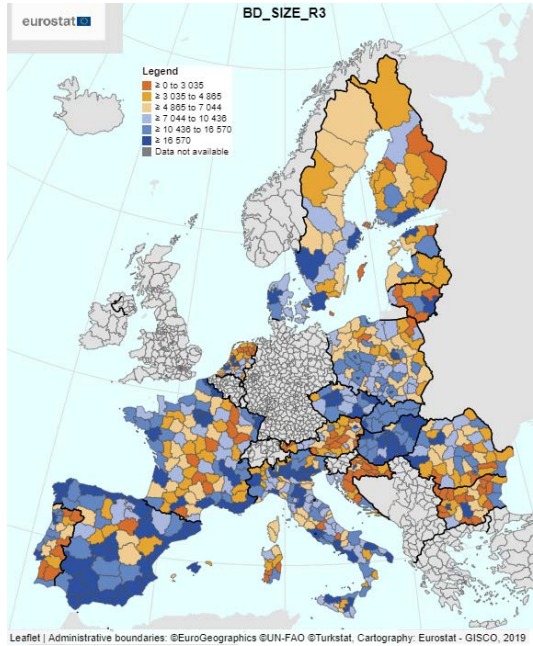 BD_SIZE_R3
eurostat
Legend
≥ 0 to 3 035
≥ 3 035 to 4 865
≥ 4 865 to 7 044
≥ 7 044 to 10 436
≥ 10 436 to 16 570
≥ 16 570
Data not available
Leaflet | Administrative boundaries: ©EuroGeographics ©UN-FAO ©Turkstat, Cartography: Eurostat - GISCO, 2019